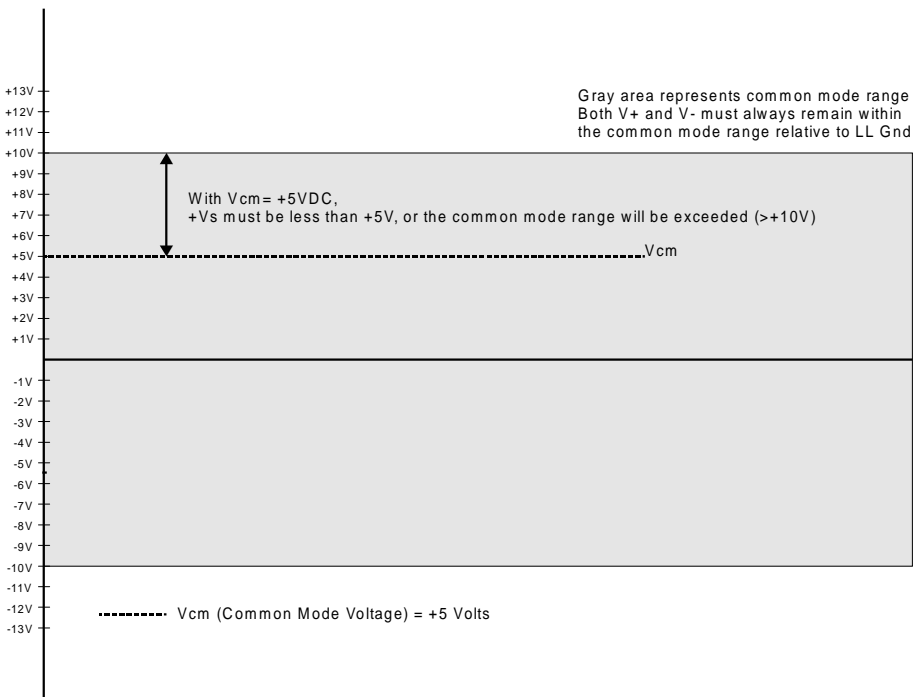 +13V
+12V
+11V
+10V
+9V
+8V
+7V
+6V
+5V
+4V
+3V
+2V
+1V
-1V
-2V
-3V
-4V
-5V
-6V
-7V
-8V
-9V
-10V
-11V
-12V
-13V
Gray area represents common mode range
Both V+ and V- must always remain within
the common mode range relative to LL Gnd
With Vcm= +5VDC,
+Vs must be less than +5V, or the common mode range will be exceeded (>+10V)
Vcm
Vcm (Common Mode Voltage) = +5 Volts